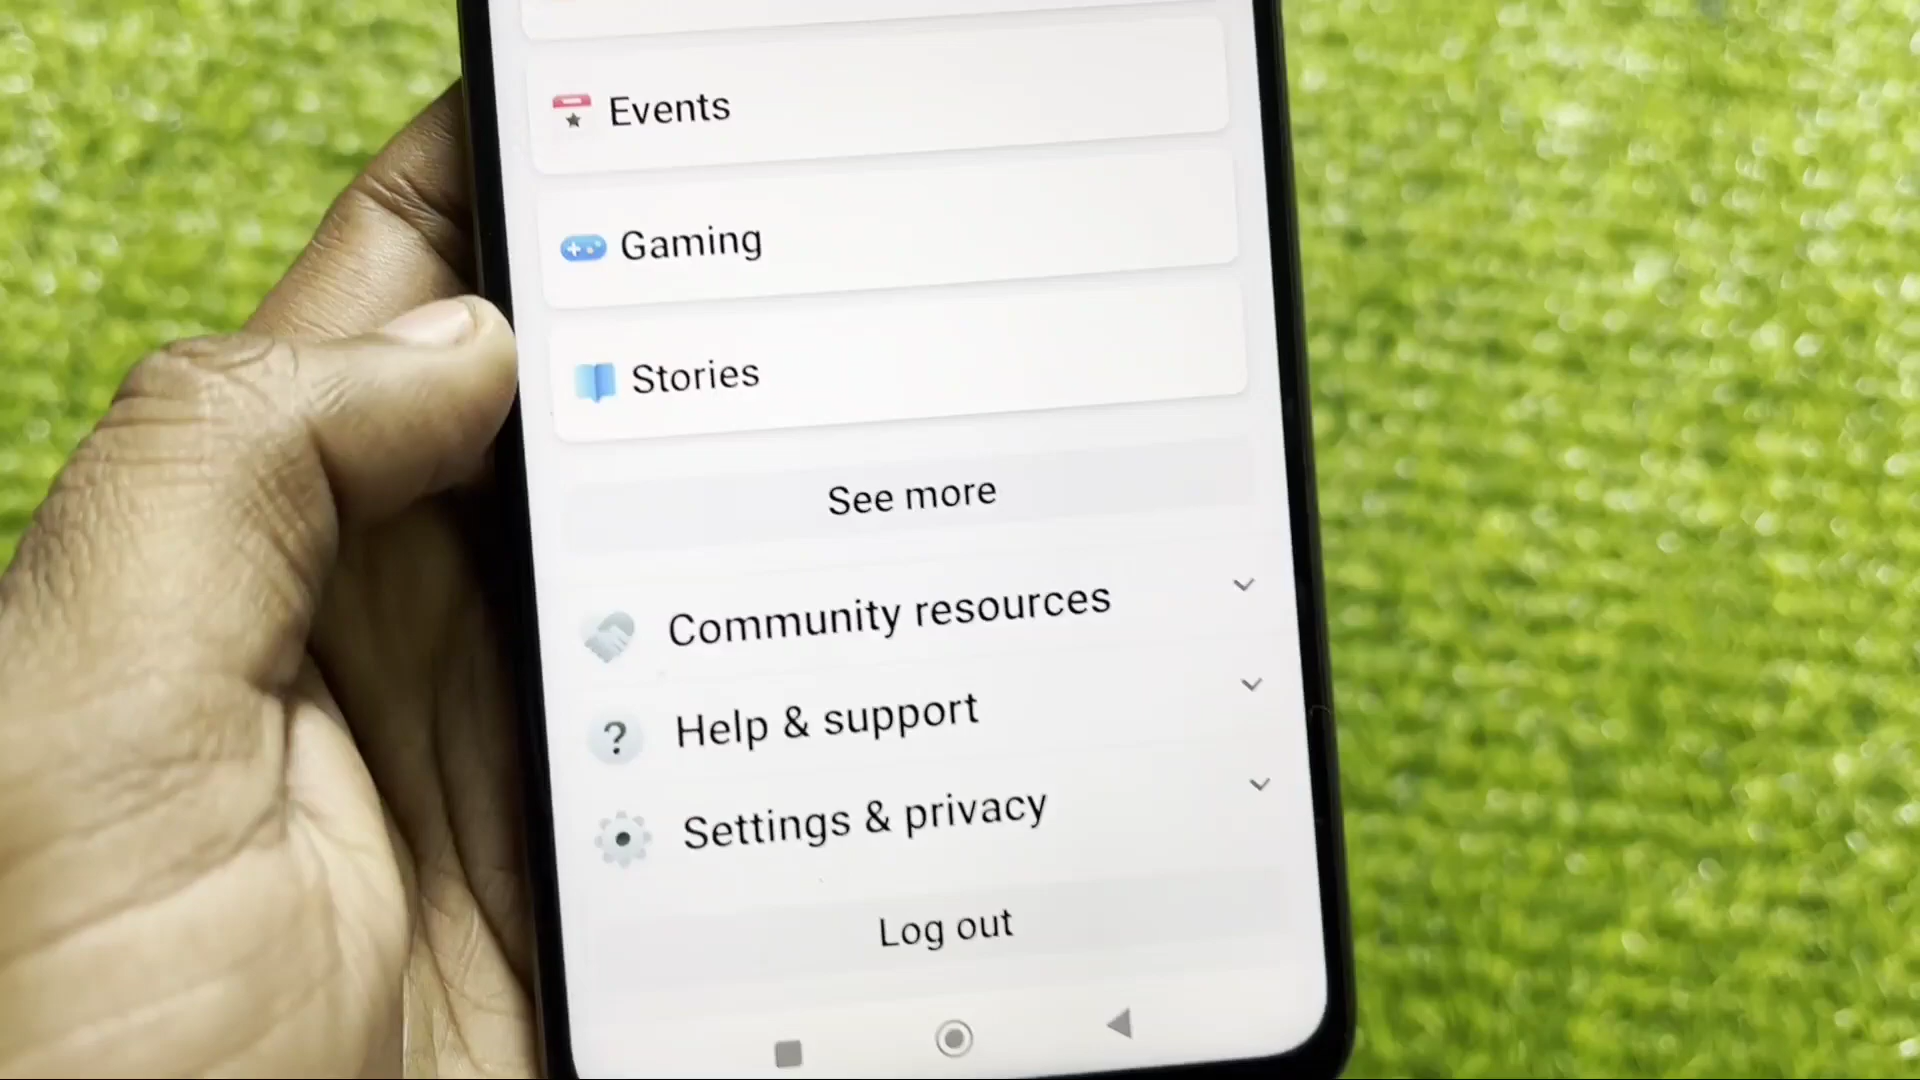 Events
Gaming
Stories
See more
Community resources
Help & support
Settings & privacy
Log out